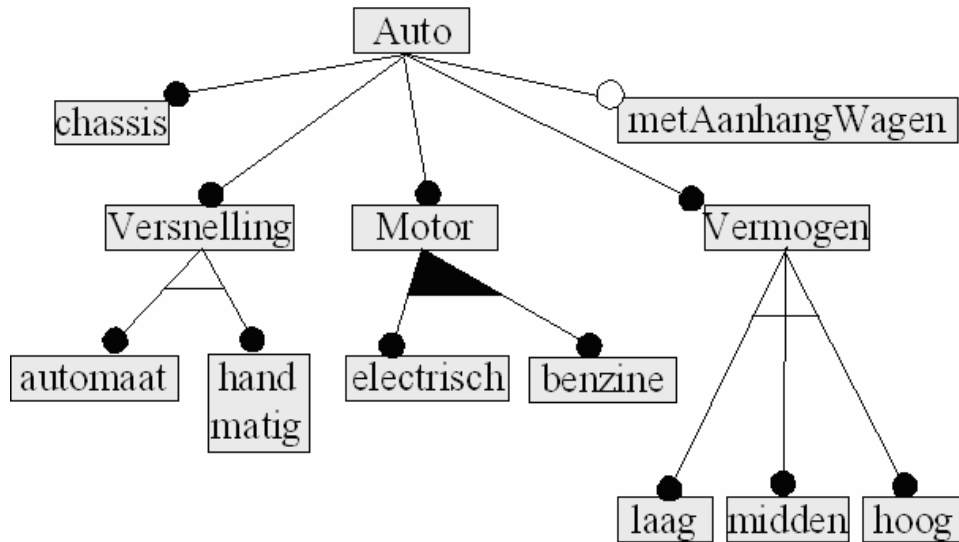 Auto
chassis
metAanhangWagen
Versnelling
Motor
Vermogen
automaat
hand
matig
electrisch
benzine
laag
midden
hoog